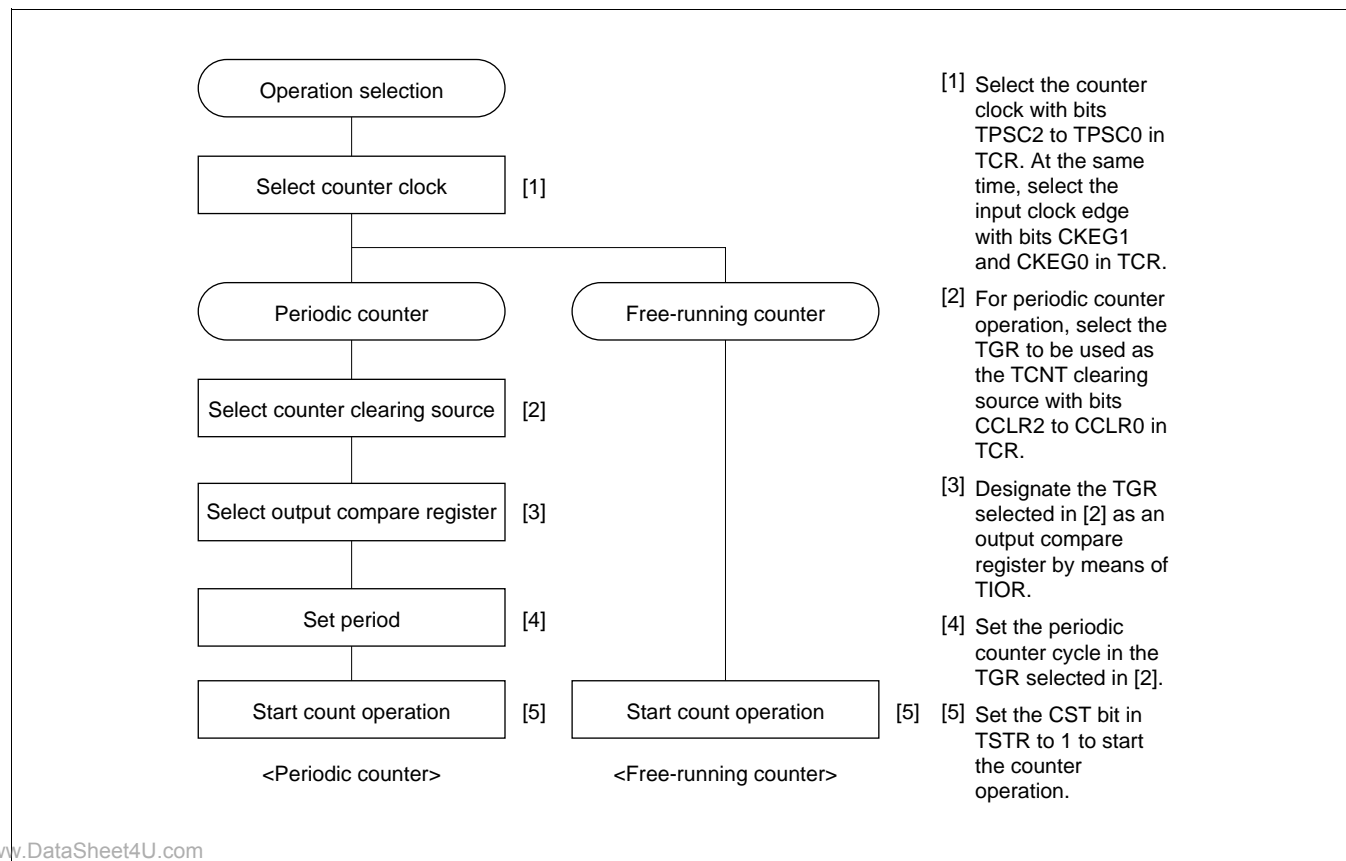 Operation selection
Select counter clock [1]
Periodic counter
Free-running counter
Select counter clearing source [2]
Select output compare register [3]
Set period [4]
Start count operation [5]
Start count operation [5]
<Periodic counter>
<Free-running counter>
[1] Select the counter
clock with bits
TPSC2 to TPSC0 in
TCR. At the same
time, select the
input clock edge
with bits CKEG1
and CKEG0 in TCR.
[2] For periodic counter
operation, select the
TGR to be used as
the TCNT clearing
source with bits
CCLR2 to CCLR0 in
TCR.
[3] Designate the TGR
selected in [2] as an
output compare
register by means of
TIOR.
[4] Set the periodic
counter cycle in the
TGR selected in [2].
[5] Set the CST bit in
TSTR to 1 to start
the counter
operation.
w.DataSheet4U.com